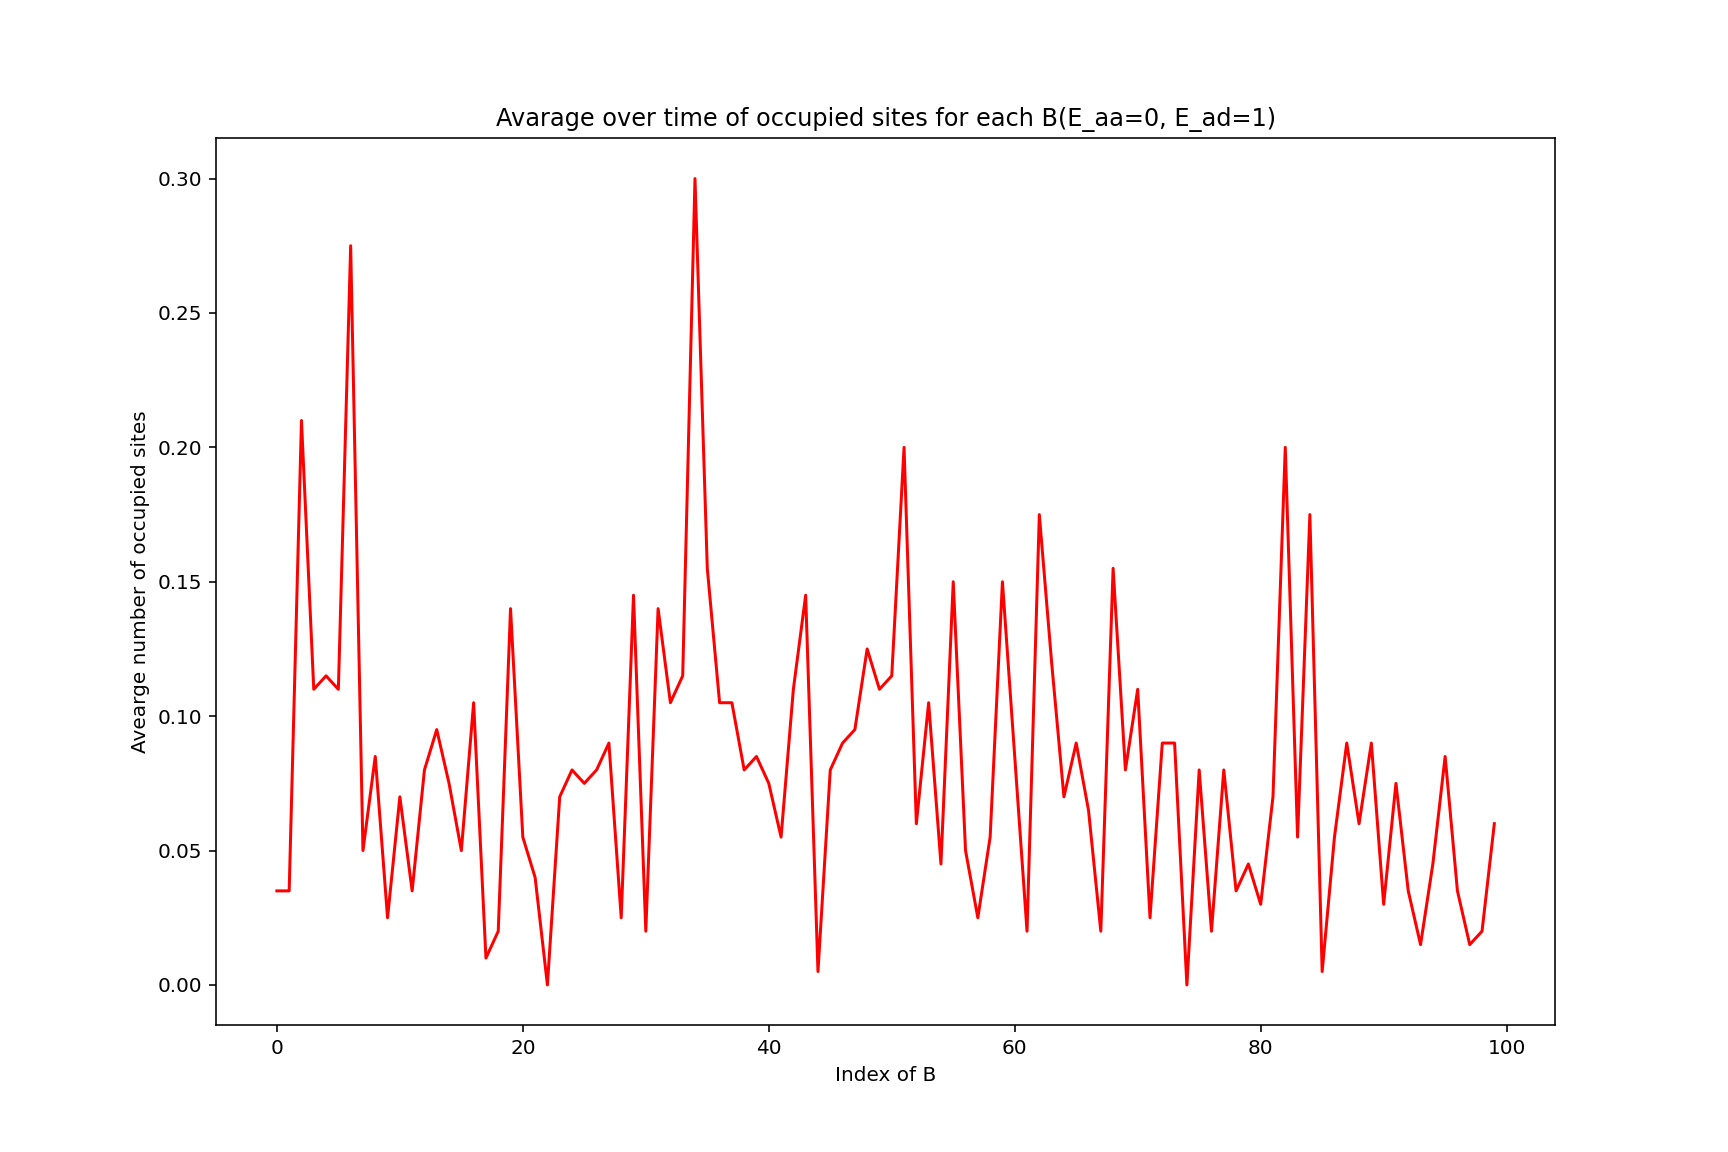 Avarage over time of occupied sites for each B(E_aa=0, E_ad=1)
0.30
0.25
0.20
0.15
0.10
0.05
0.00
Avearge number of occupied sites
0 20 40 60 80 100
Index of B